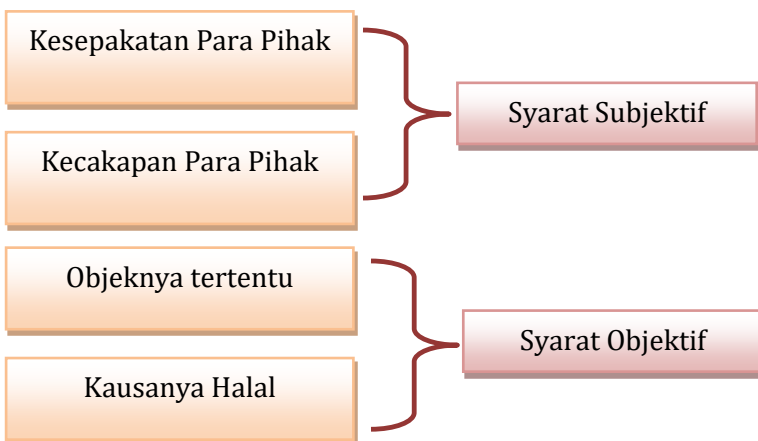 Kesepakatan Para Pihak
Kecakapan Para Pihak
Syarat Subjektif
Objeknya tertentu
Kausanya Halal
Syarat Objektif